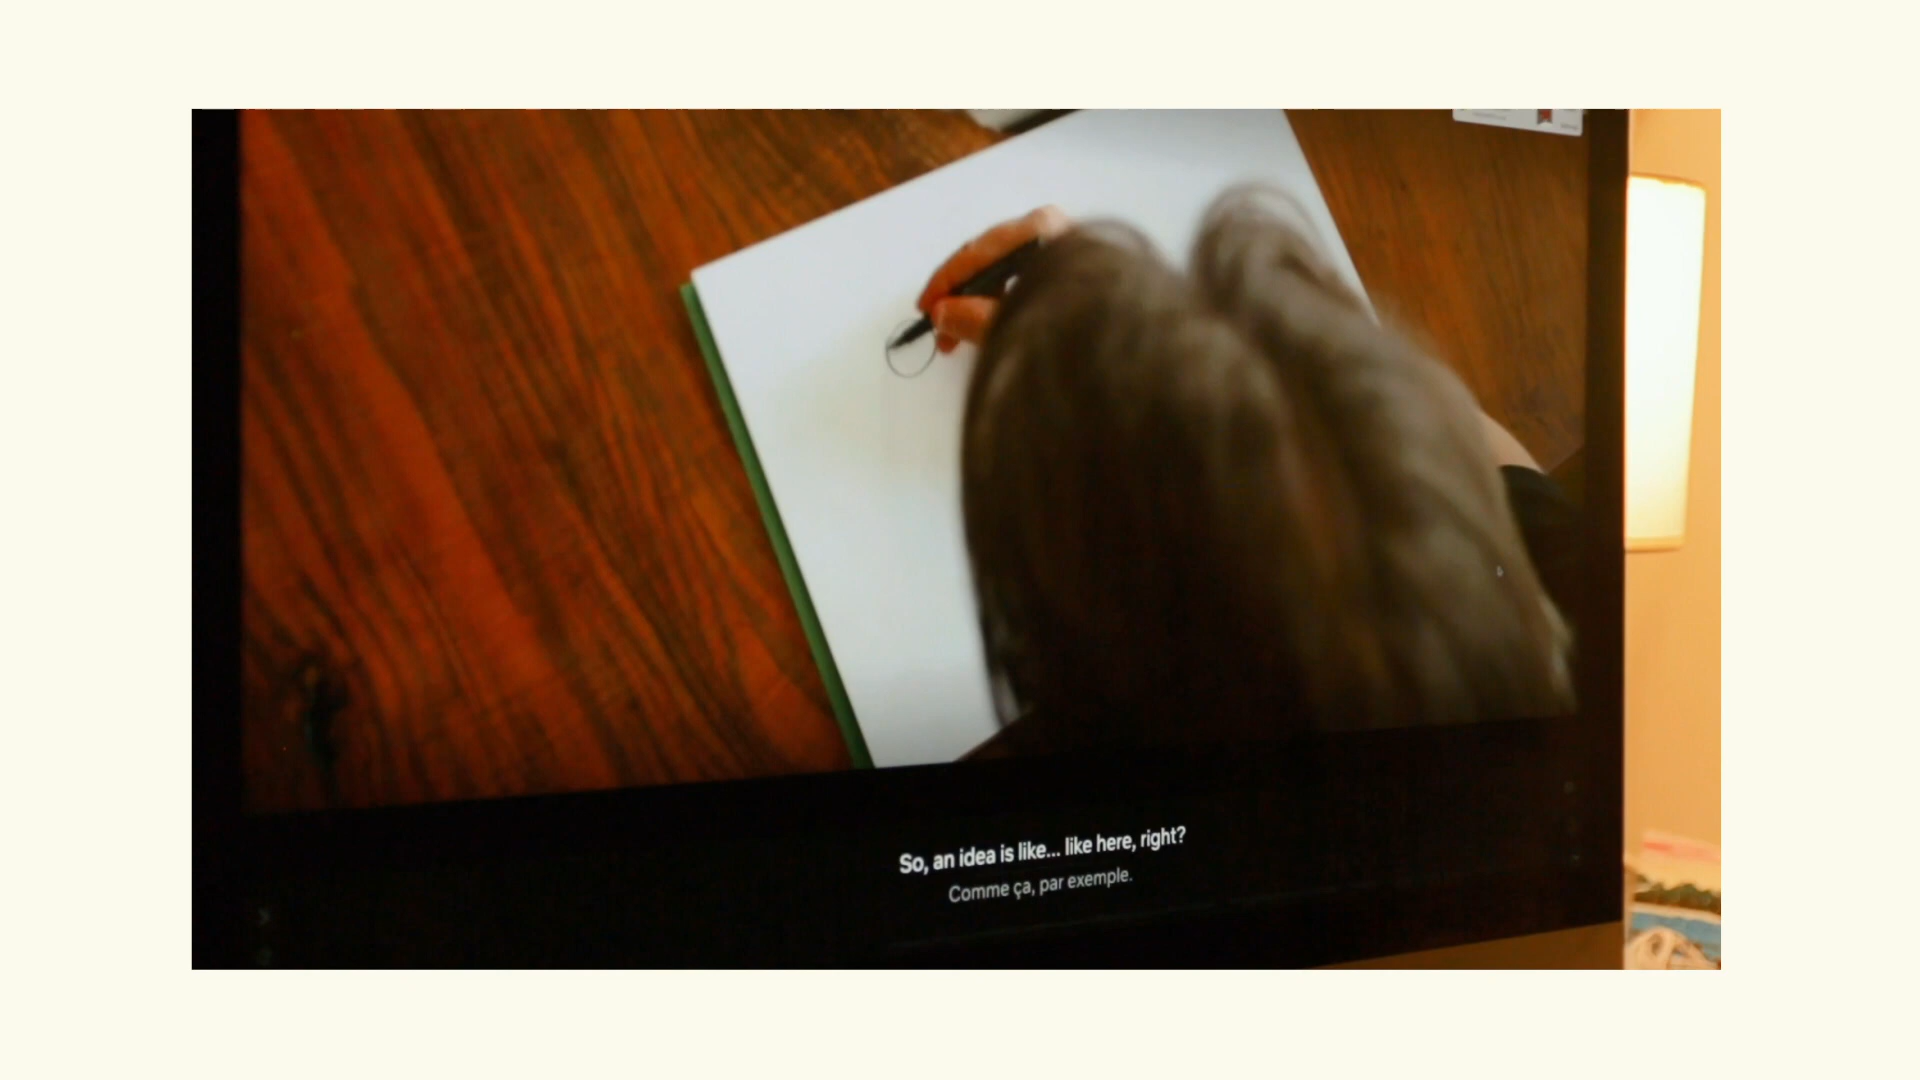 So, an idea is like... like here, right?
Comme ça, par exemple.